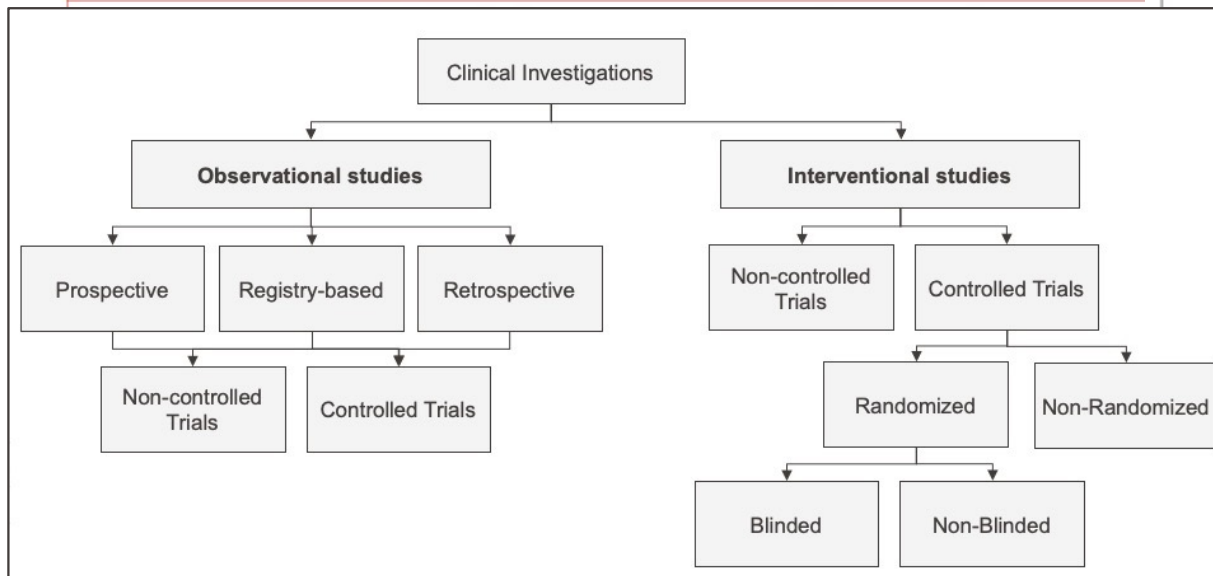 Clinical Investigations
Observational studies
Interventional studies
Prospective
Registry-based
Retrospective
Non-controlled
Trials
Controlled Trials
Non-controlled
Trials
Controlled Trials
Randomized
Non-Randomized
Blinded
Non-Blinded